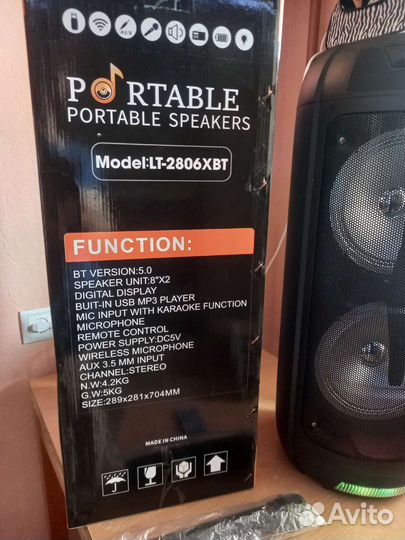 AUX
PORTABLE
PORTABLE SPEAKERS
Model:LT-2806XBT
FUNCTION:
BT VERSION:5.0
SPEAKER UNIT:8"X2
DIGITAL DISPLAY
BUIT-IN USB MP3 PLAYER
MIC INPUT WITH KARAOKE FUNCTION
MICROPHONE
REMOTE CONTROL
POWER SUPPLY:DC5V
WIRELESS MICROPHONE
AUX 3.5 MM INPUT
CHANNEL:STEREO
N.W:4.2KG
G.W:5KG
SIZE:289x281x704MM
MADE IN CHINA
Avito